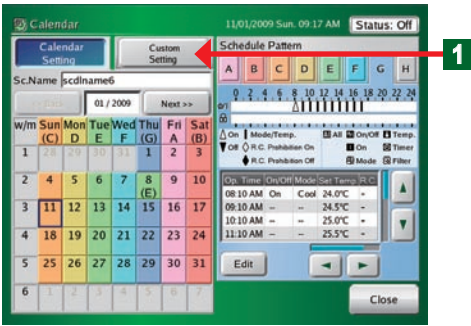 Calendar 11/01/2009 Sun. 09:17 AM Status: Off
Calendar Setting
Custom Setting
Sc.Name scdlname6
<< Back 01 / 2009 Next >>
w/m Sun (C) Mon D Tue E Wed F Thu (G) Fri A Sat (B)
1 28 29 30 31 1 2 3
2 4 5 6 7 8 (E) 9 10
3 11 12 13 14 15 16 17
4 18 19 20 21 22 23 24
5 25 26 27 28 29 30 31
6 1 2 3 4 5 6 7
Schedule Pattern
A B C D E F G H
0 2 4 6 8 10 12 14 16 18 20 22 24
On Mode/Temp. All On/Off Temp.
Off R.C. Prohibition On On Timer
R.C. Prohibition Off Mode Filter
Op. Time On/Off Mode Set Temp R.C.
08:10 AM On Cool 24.0°C -
09:10 AM -- -- 24.5°C -
10:10 AM -- -- 25.0°C -
11:10 AM -- -- 25.5°C -
Edit
Close
1